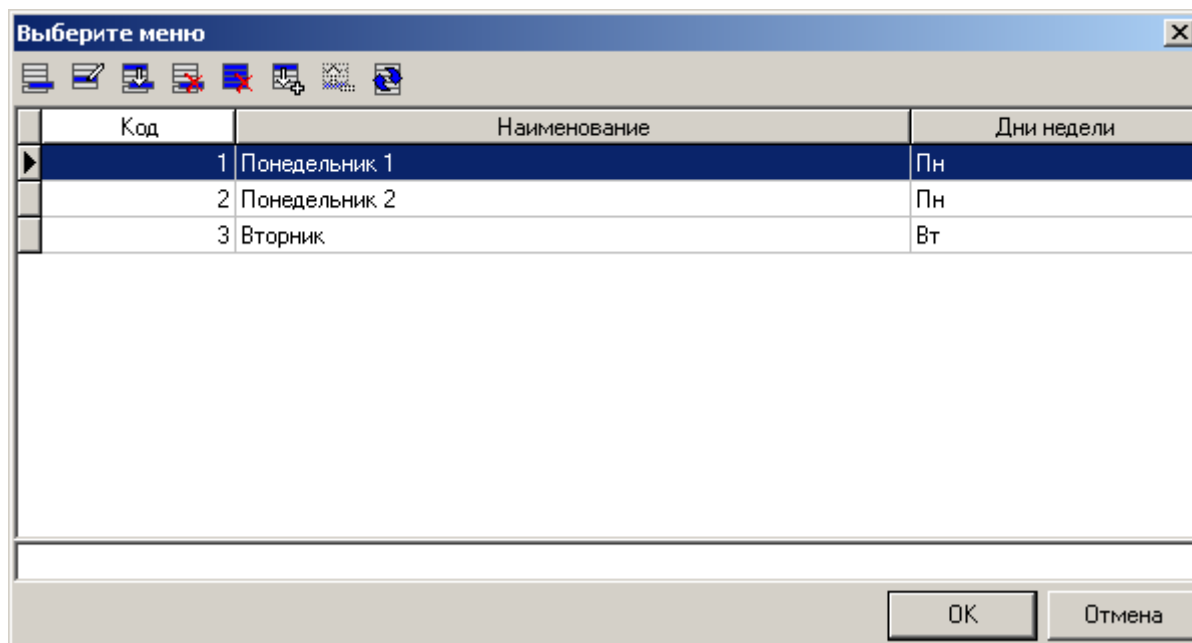 Выберите меню
Код Наименование Дни недели
1 Понедельник 1 Пн
2 Понедельник 2 Пн
3 Вторник Вт
OK Отмена